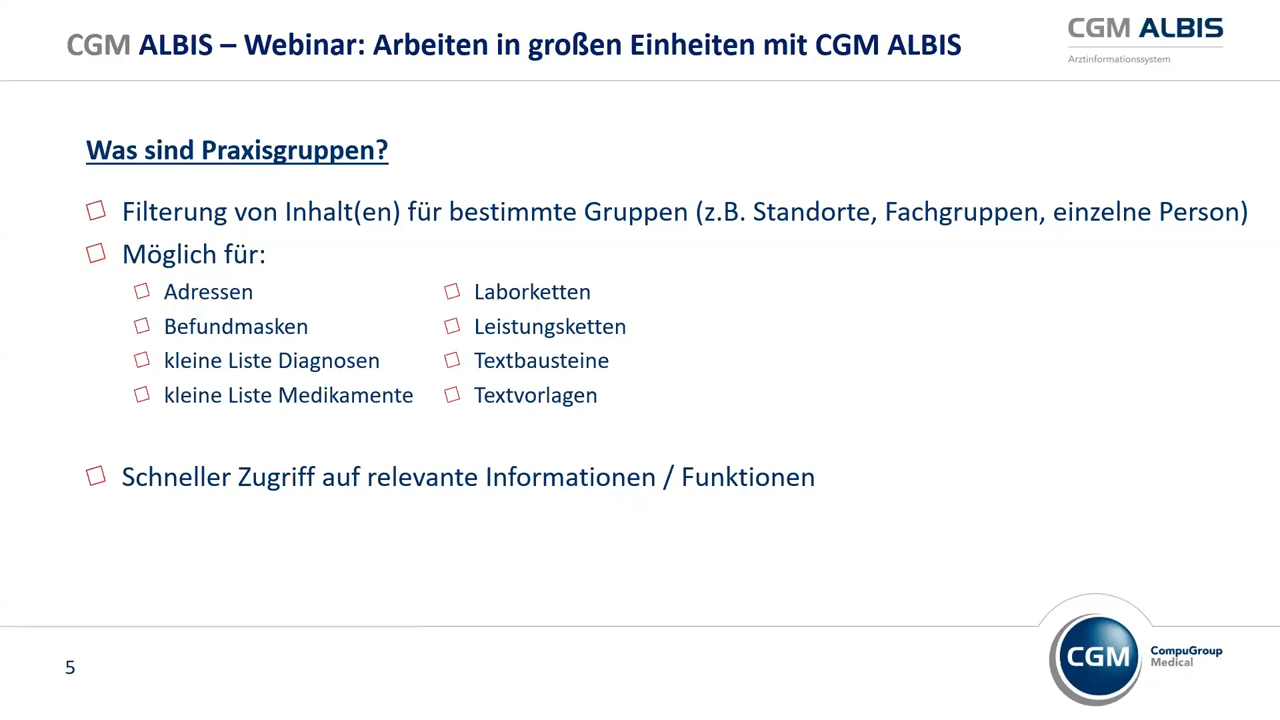 CGM ALBIS – Webinar: Arbeiten in großen Einheiten mit CGM ALBIS
CGM ALBIS
Arztinformationssystem
Was sind Praxisgruppen?
Filterung von Inhalt(en) für bestimmte Gruppen (z.B. Standorte, Fachgruppen, einzelne Person)
Möglich für:
Adressen
Befundmasken
kleine Liste Diagnosen
kleine Liste Medikamente
Laborketten
Leistungsketten
Textbausteine
Textvorlagen
Schneller Zugriff auf relevante Informationen / Funktionen
5
CGM
CompuGroup
Medical